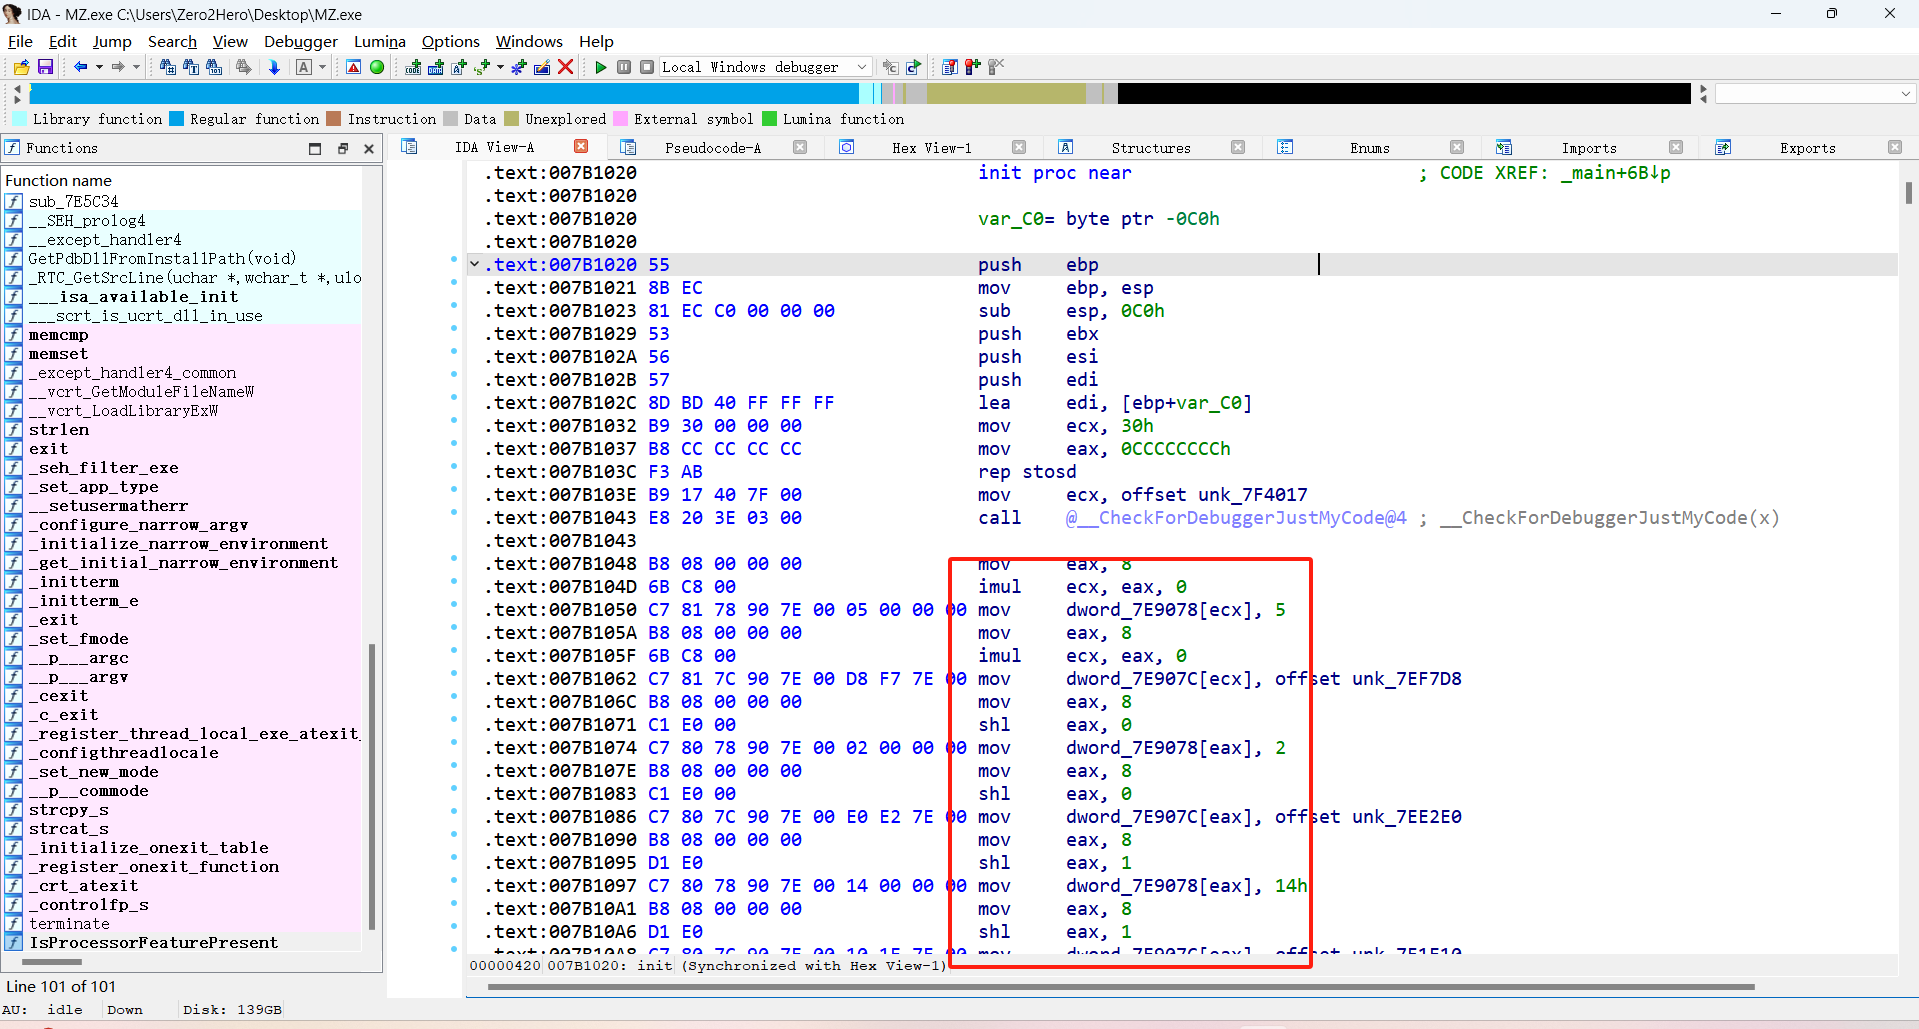 IDA - MZ.exe C:\Users\Zero2Hero\Desktop\MZ.exe
File Edit Jump Search View Debugger Lumina Options Windows Help
Local Windows debugger
Library function Regular function Instruction Data Unexplored External symbol Lumina function
Functions
IDA View-A Pseudocode-A Hex View-1 Structures Enums Imports Exports
Function name
sub_7E5C34
__SEH_prolog4
__except_handler4
GetPdbDllFromInstallPath(void)
_RTC_GetSrcLine(uchar *,wchar_t *,ulo
___isa_available_init
___scrt_is_ucrt_dll_in_use
memcmp
memset
_except_handler4_common
__vcrt_GetModuleFileNameW
__vcrt_LoadLibraryExW
strlen
exit
_seh_filter_exe
_set_app_type
__setusermatherr
_configure_narrow_argv
_initialize_narrow_environment
_get_initial_narrow_environment
_initterm
_initterm_e
_exit
_set_fmode
__p___argc
__p___argv
_cexit
_c_exit
_register_thread_local_exe_atexit_
_configthreadlocale
_set_new_mode
__p__commode
strcpy_s
strcat_s
_initialize_onexit_table
_register_onexit_function
_crt_atexit
_controlfp_s
terminate
IsProcessorFeaturePresent
Line 101 of 101
.text:007B1020 init proc near ; CODE XREF: _main+6B↓p
.text:007B1020
.text:007B1020 var_C0= byte ptr -0C0h
.text:007B1020
.text:007B1020 55 push ebp
.text:007B1021 8B EC mov ebp, esp
.text:007B1023 81 EC C0 00 00 00 sub esp, 0C0h
.text:007B1029 53 push ebx
.text:007B102A 56 push esi
.text:007B102B 57 push edi
.text:007B102C 8D BD 40 FF FF FF lea edi, [ebp+var_C0]
.text:007B1032 B9 30 00 00 00 mov ecx, 30h
.text:007B1037 B8 CC CC CC CC mov eax, 0CCCCCCCCh
.text:007B103C F3 AB rep stosd
.text:007B103E B9 17 40 7F 00 mov ecx, offset unk_7F4017
.text:007B1043 E8 20 3E 03 00 call @__CheckForDebuggerJustMyCode@4 ; __CheckForDebuggerJustMyCode(x)
.text:007B1043
.text:007B1048 B8 08 00 00 00 mov eax, 8
.text:007B104D 6B C8 00 imul ecx, eax, 0
.text:007B1050 C7 81 78 90 7E 00 05 00 00 00 mov dword_7E9078[ecx], 5
.text:007B105A B8 08 00 00 00 mov eax, 8
.text:007B105F 6B C8 00 imul ecx, eax, 0
.text:007B1062 C7 81 7C 90 7E 00 D8 F7 7E 00 mov dword_7E907C[ecx], offset unk_7EF7D8
.text:007B106C B8 08 00 00 00 mov eax, 8
.text:007B1071 C1 E0 00 shl eax, 0
.text:007B1074 C7 80 78 90 7E 00 02 00 00 00 mov dword_7E9078[eax], 2
.text:007B107E B8 08 00 00 00 mov eax, 8
.text:007B1083 C1 E0 00 shl eax, 0
.text:007B1086 C7 80 7C 90 7E 00 E0 E2 7E 00 mov dword_7E907C[eax], offset unk_7EE2E0
.text:007B1090 B8 08 00 00 00 mov eax, 8
.text:007B1095 D1 E0 shl eax, 1
.text:007B1097 C7 80 78 90 7E 00 14 00 00 00 mov dword_7E9078[eax], 14h
.text:007B10A1 B8 08 00 00 00 mov eax, 8
.text:007B10A6 D1 E0 shl eax, 1
.text:007B10A8 C7 80 7C 90 7E 00 10 1F 7F 00 mov dword_7E907C[eax], offset unk_7F1F10
00000420 007B1020: init (Synchronized with Hex View-1)
AU: idle Down Disk: 139GB